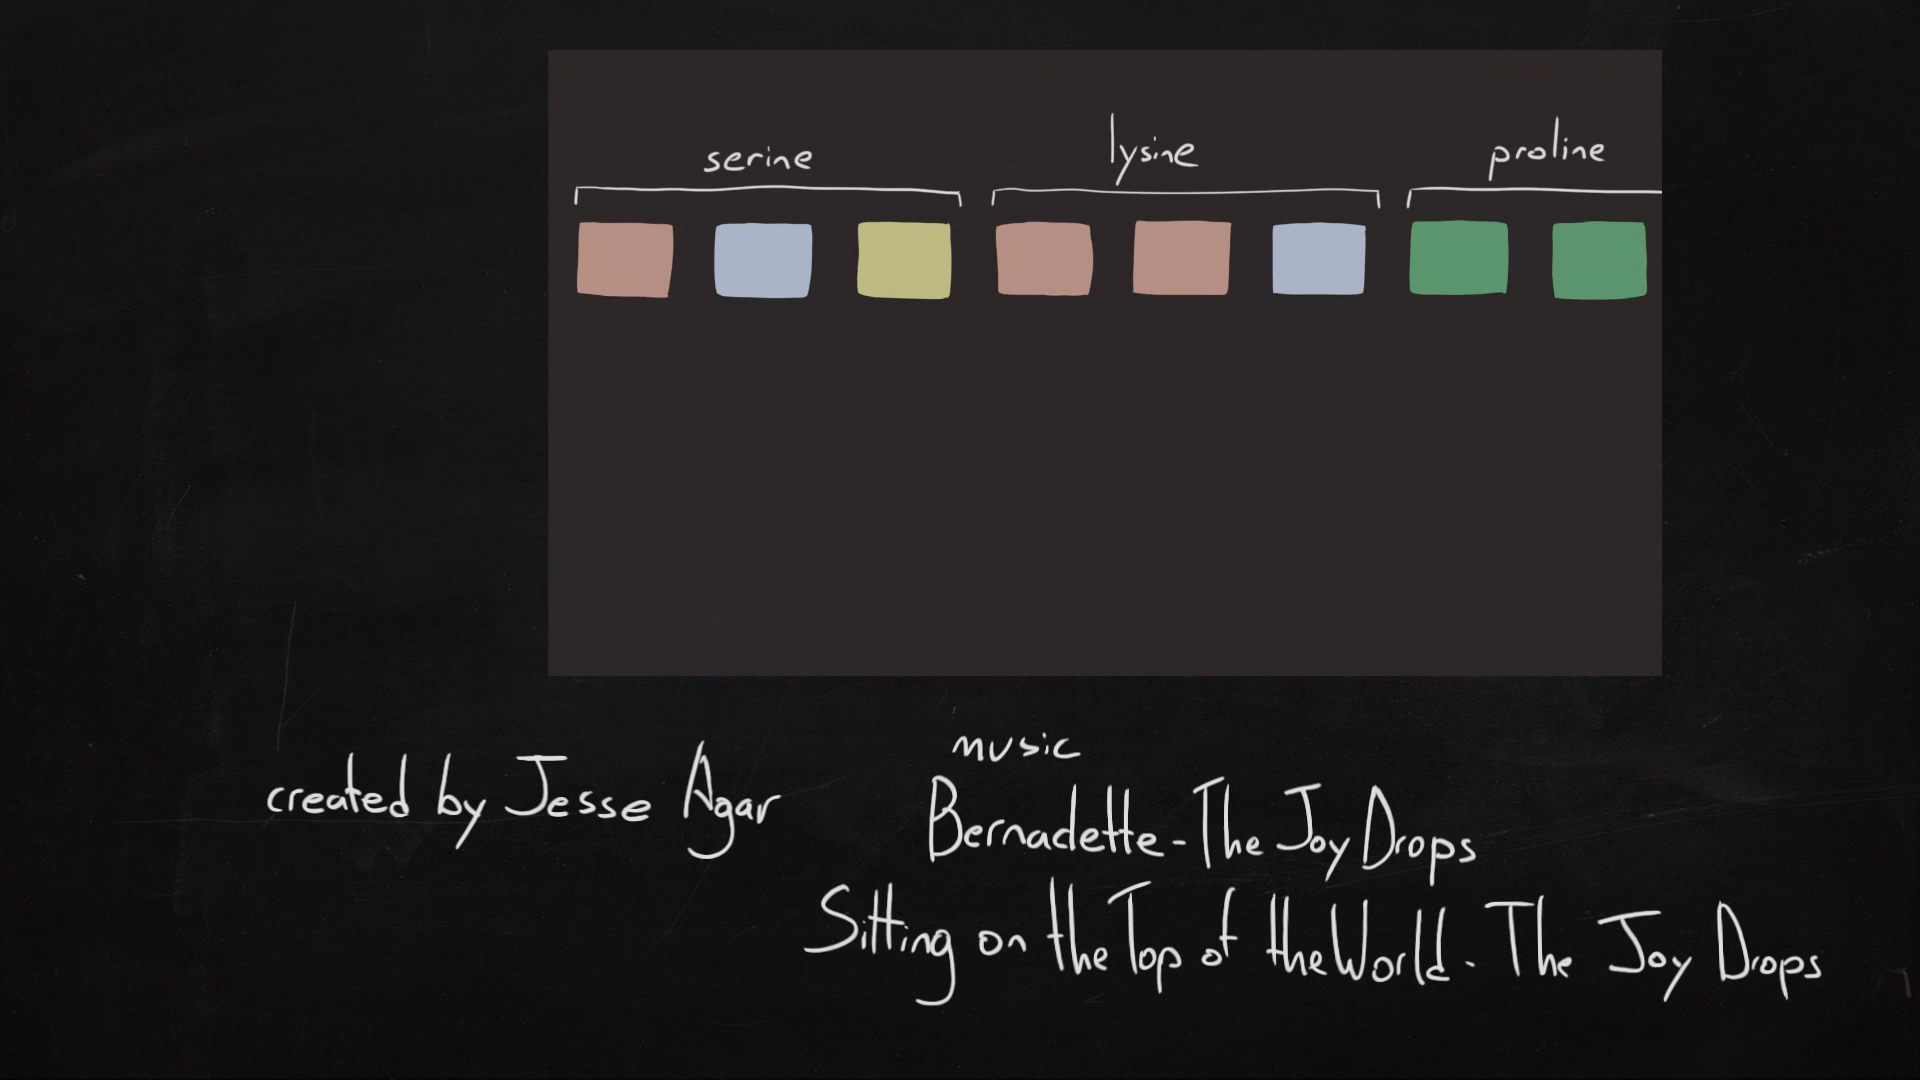 serine
lysine
proline
created by Jesse Agar
music
Bernadette - The Joy Drops
Sitting on the Top of the World - The Joy Drops